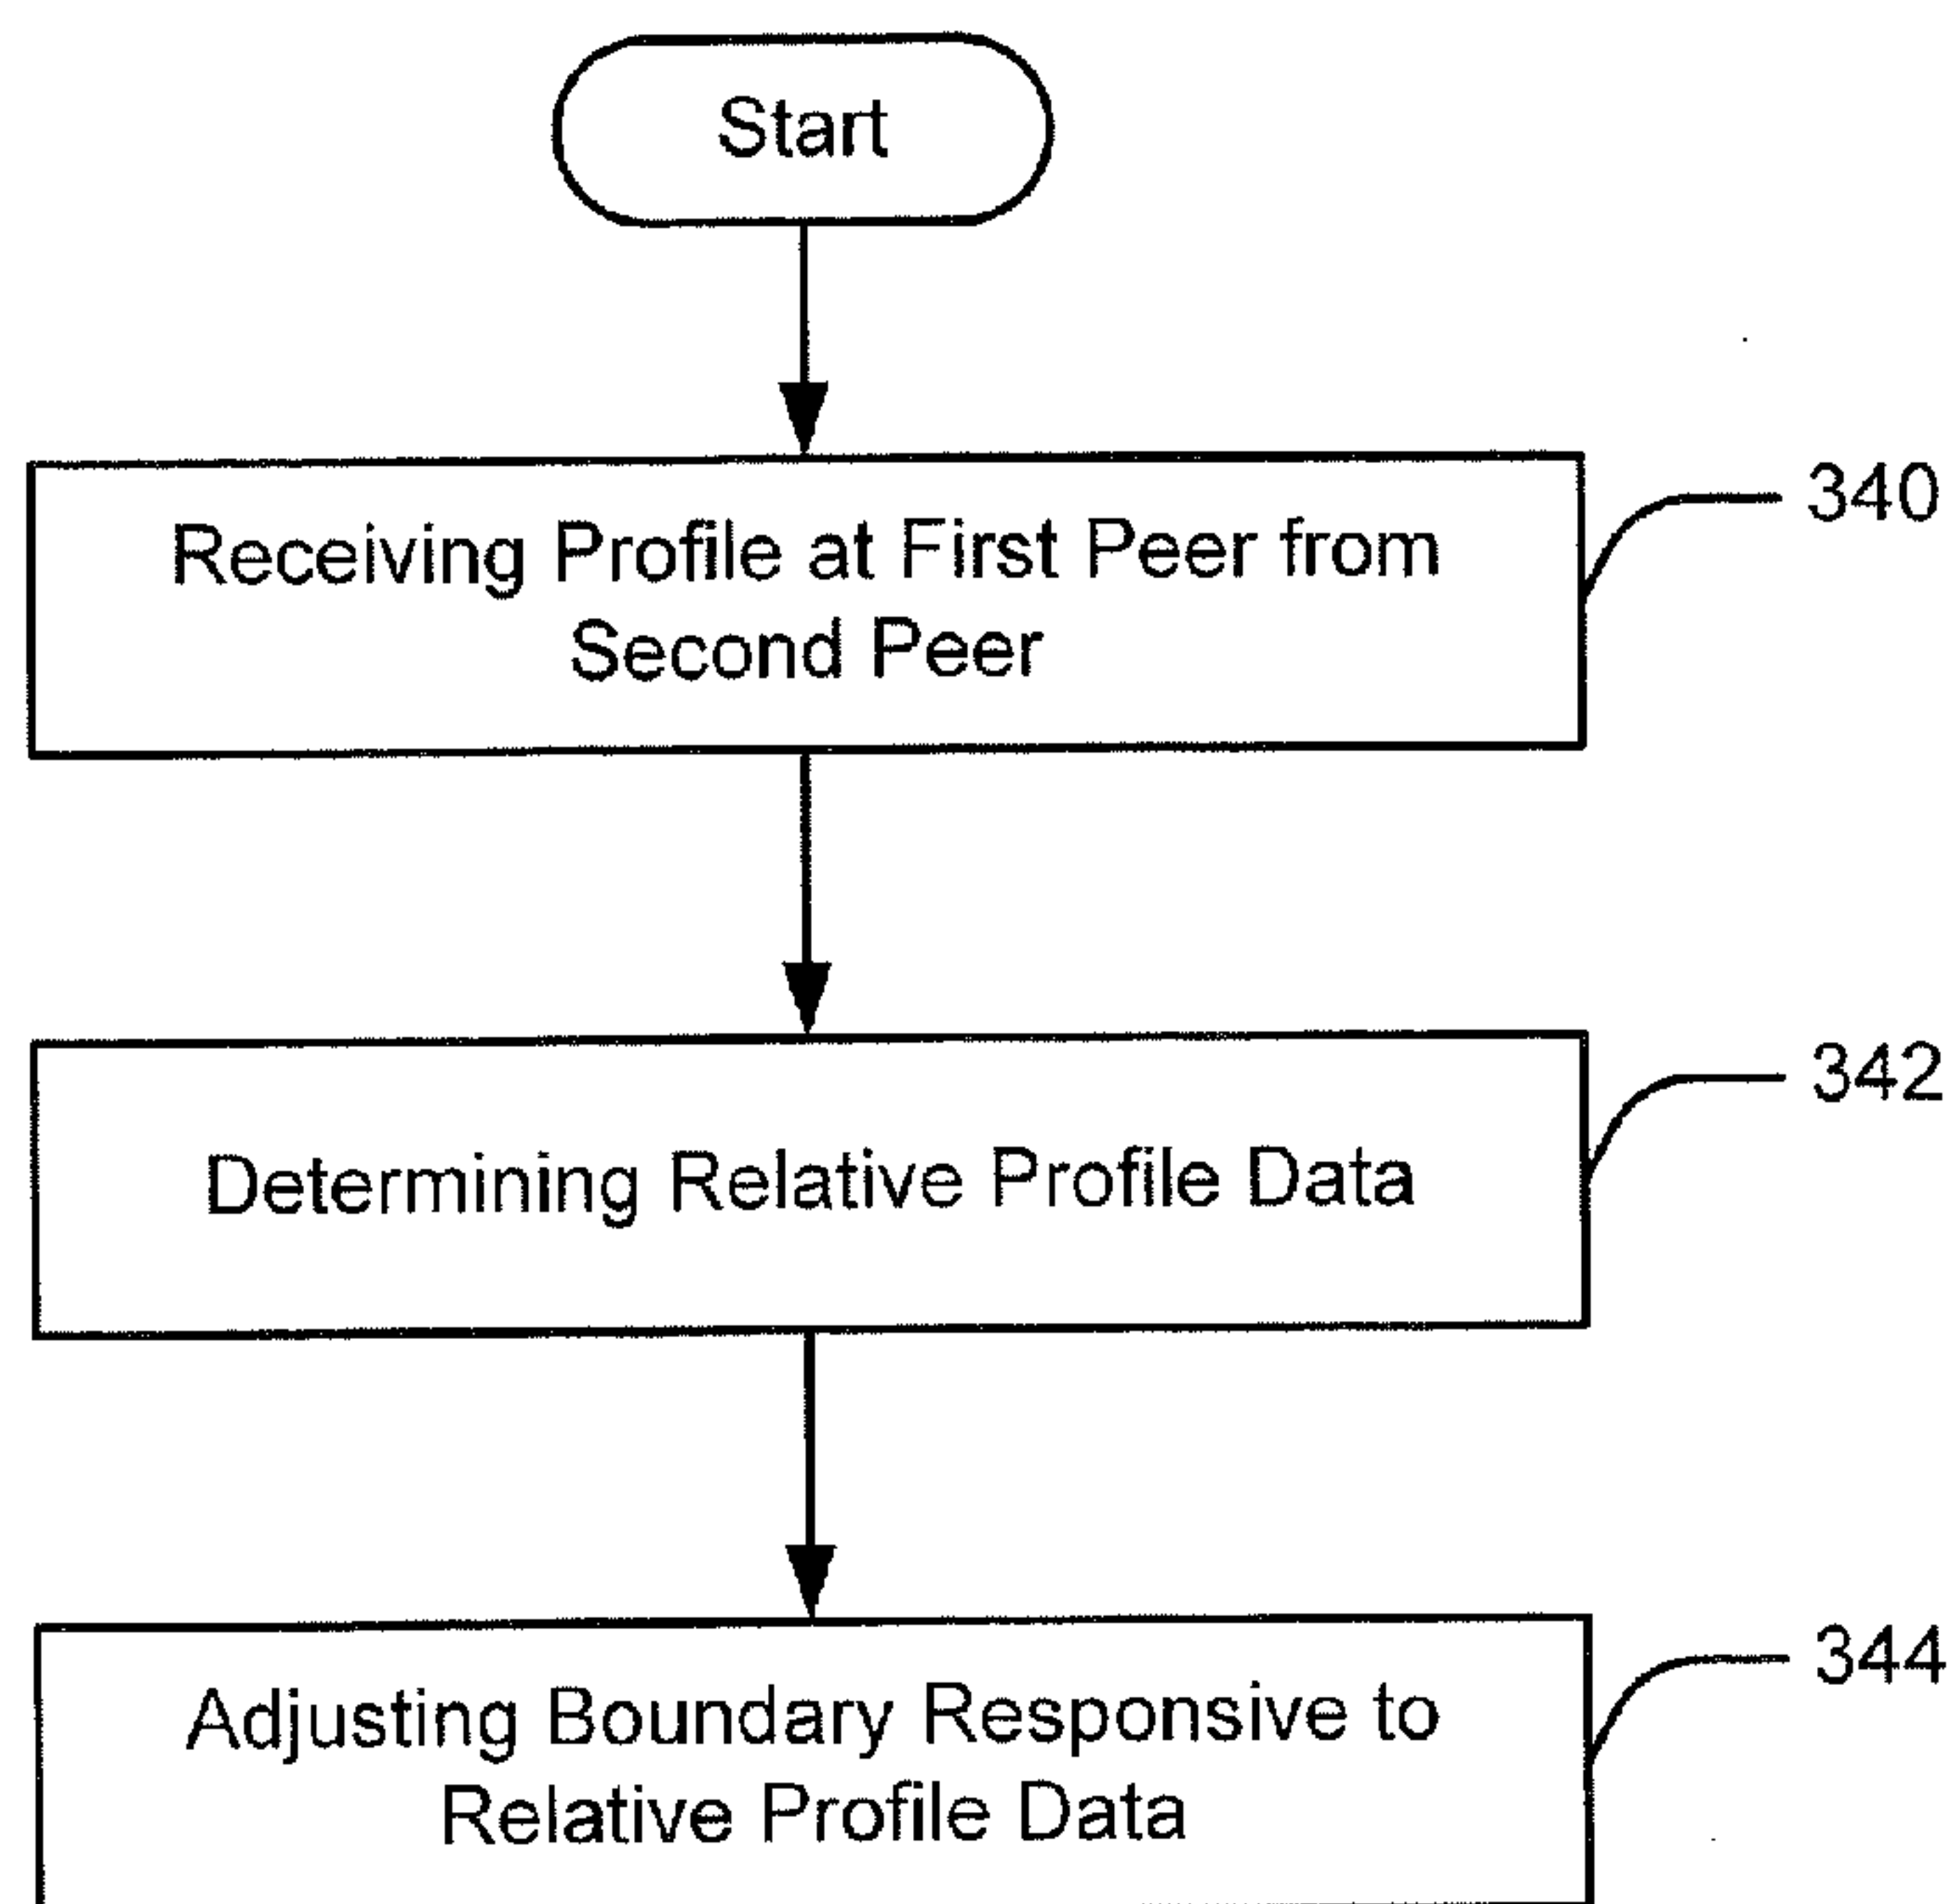 Start
Receiving Profile at First Peer from
Second Peer
340
Determining Relative Profile Data
342
Adjusting Boundary Responsive to
Relative Profile Data
344